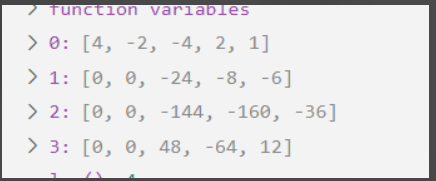 > function variables
> 0: [4, -2, -4, 2, 1]
> 1: [0, 0, -24, -8, -6]
> 2: [0, 0, -144, -160, -36]
> 3: [0, 0, 48, -64, 12]